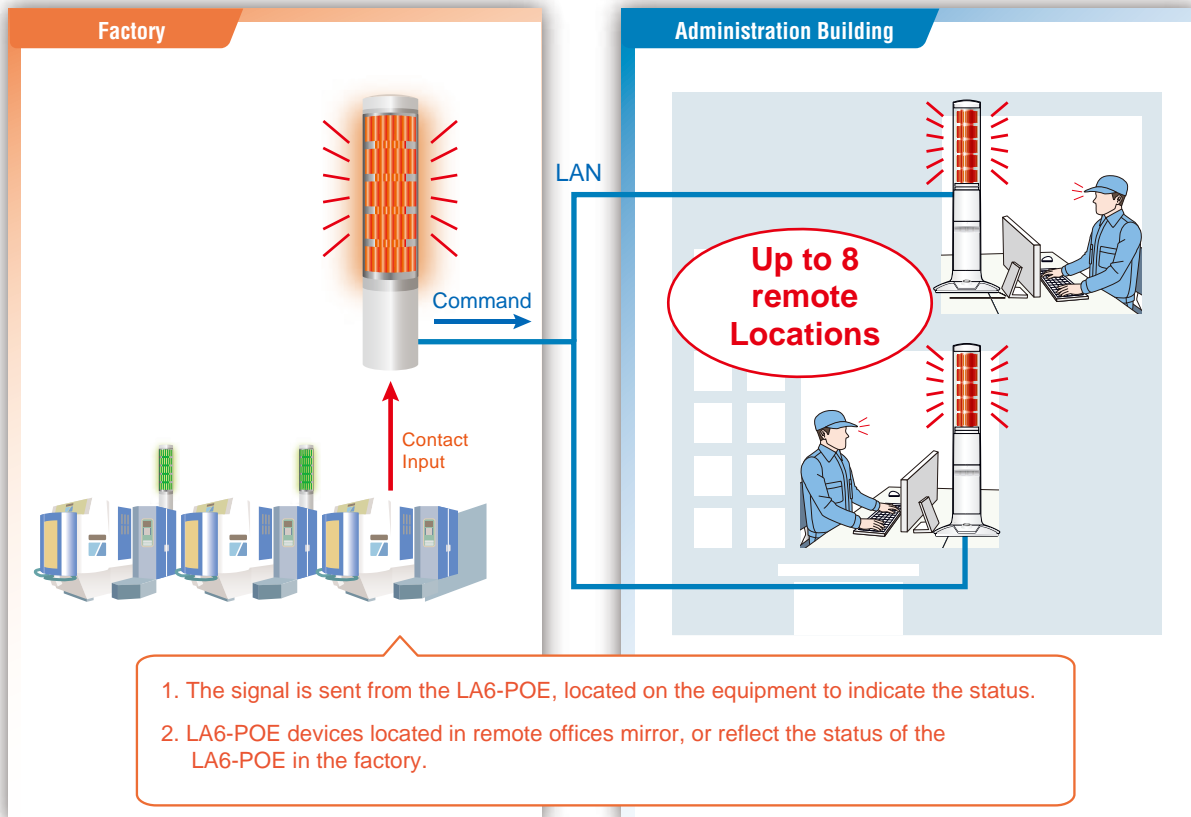 Factory
Administration Building
LAN
Up to 8
remote
Locations
Command
Contact
Input
1. The signal is sent from the LA6-POE, located on the equipment to indicate the status.
2. LA6-POE devices located in remote offices mirror, or reflect the status of the
LA6-POE in the factory.